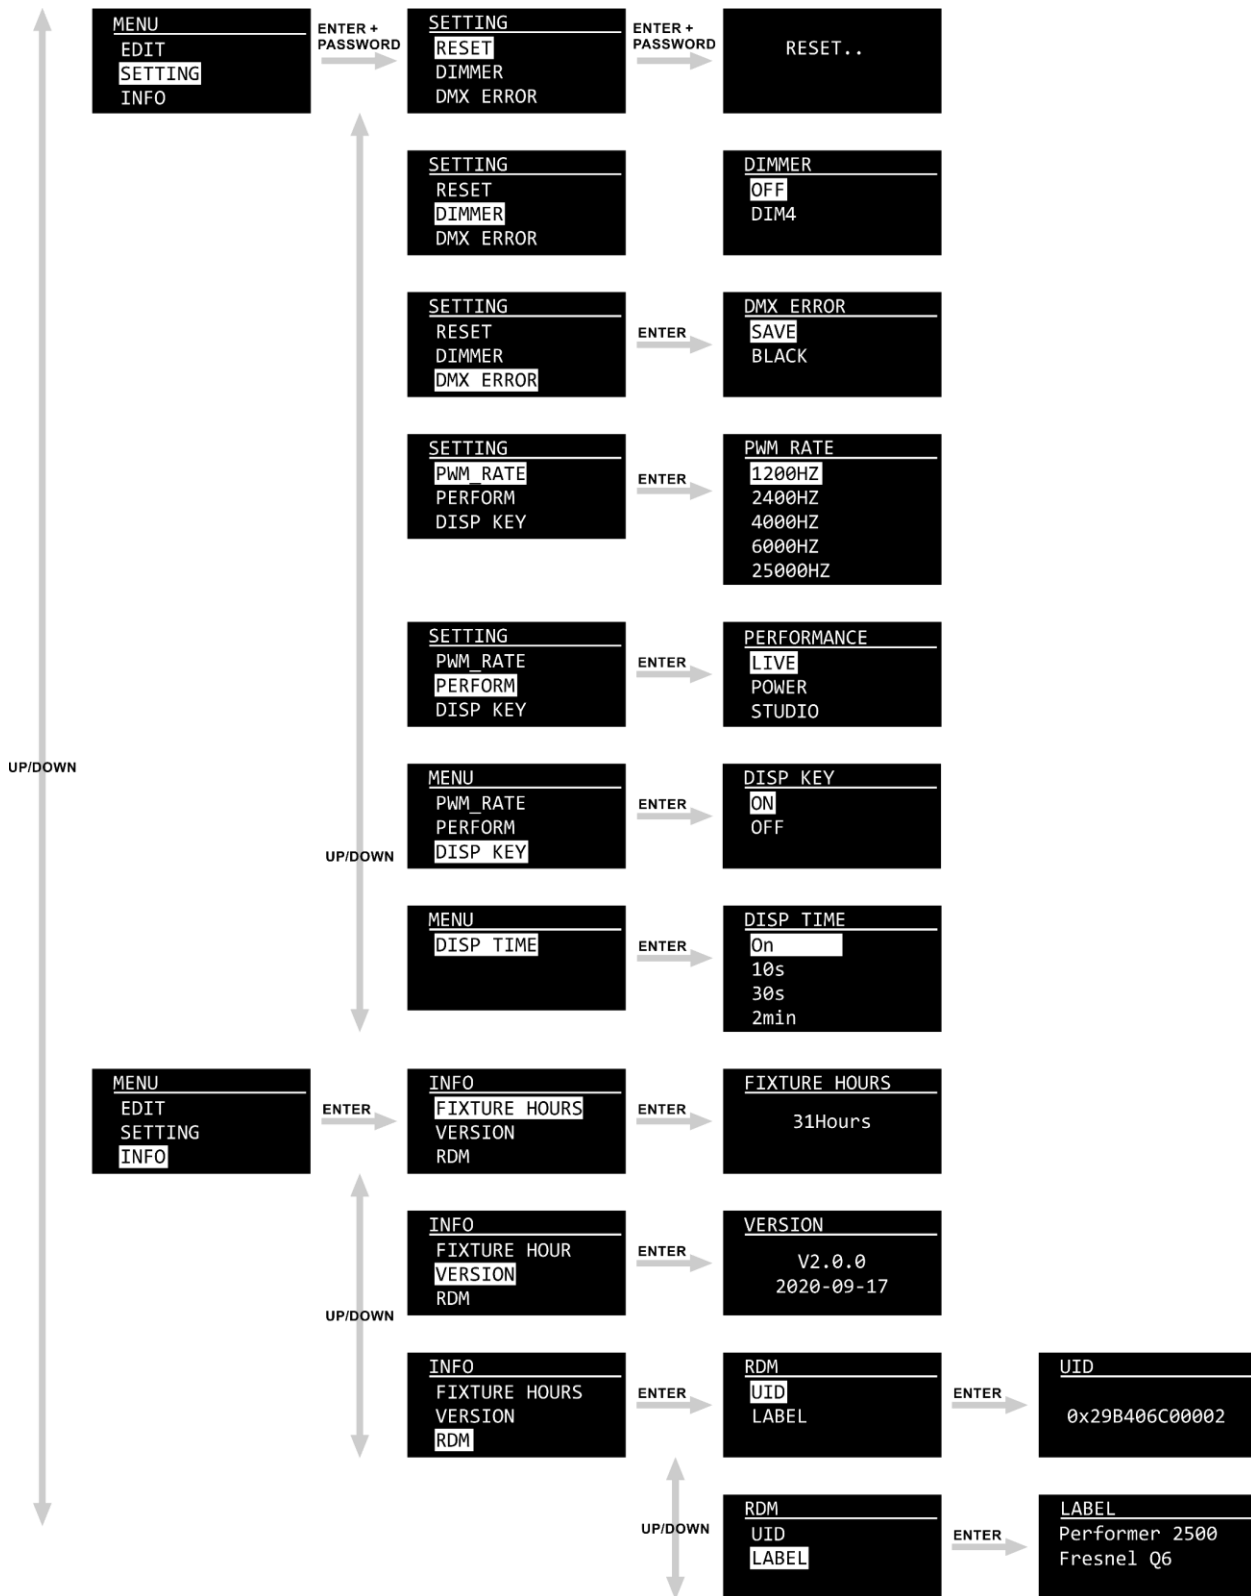 MENU
EDIT
SETTING
INFO
ENTER +
PASSWORD
SETTING
RESET
DIMMER
DMX ERROR
ENTER +
PASSWORD
RESET..
SETTING
RESET
DIMMER
DMX ERROR
DIMMER
OFF
DIM4
SETTING
RESET
DIMMER
DMX ERROR
ENTER
DMX ERROR
SAVE
BLACK
SETTING
PWM_RATE
PERFORM
DISP KEY
ENTER
PWM RATE
1200HZ
2400HZ
4000HZ
6000HZ
25000HZ
SETTING
PWM_RATE
PERFORM
DISP KEY
ENTER
PERFORMANCE
LIVE
POWER
STUDIO
UP/DOWN
MENU
PWM_RATE
PERFORM
DISP KEY
ENTER
DISP KEY
ON
OFF
UP/DOWN
MENU
DISP TIME
ENTER
DISP TIME
On
10s
30s
2min
MENU
EDIT
SETTING
INFO
ENTER
INFO
FIXTURE HOURS
VERSION
RDM
ENTER
FIXTURE HOURS
31Hours
INFO
FIXTURE HOUR
VERSION
RDM
ENTER
VERSION
V2.0.0
2020-09-17
UP/DOWN
INFO
FIXTURE HOURS
VERSION
RDM
ENTER
RDM
UID
LABEL
ENTER
UID
0x29B406C00002
UP/DOWN
RDM
UID
LABEL
ENTER
LABEL
Performer 2500
Fresnel Q6